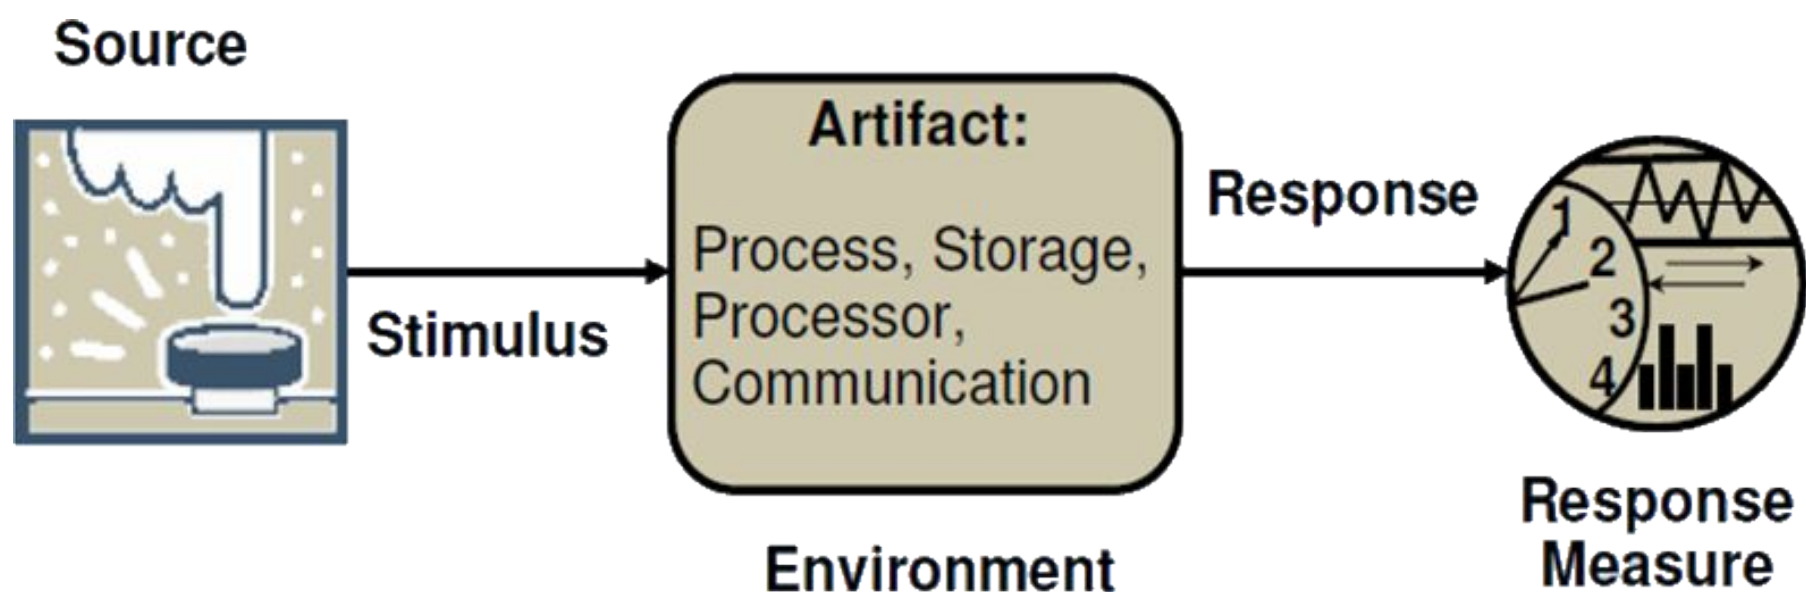 Source
Stimulus
Artifact:
Process, Storage,
Processor,
Communication
Environment
Response
1
2
3
4
Response
Measure